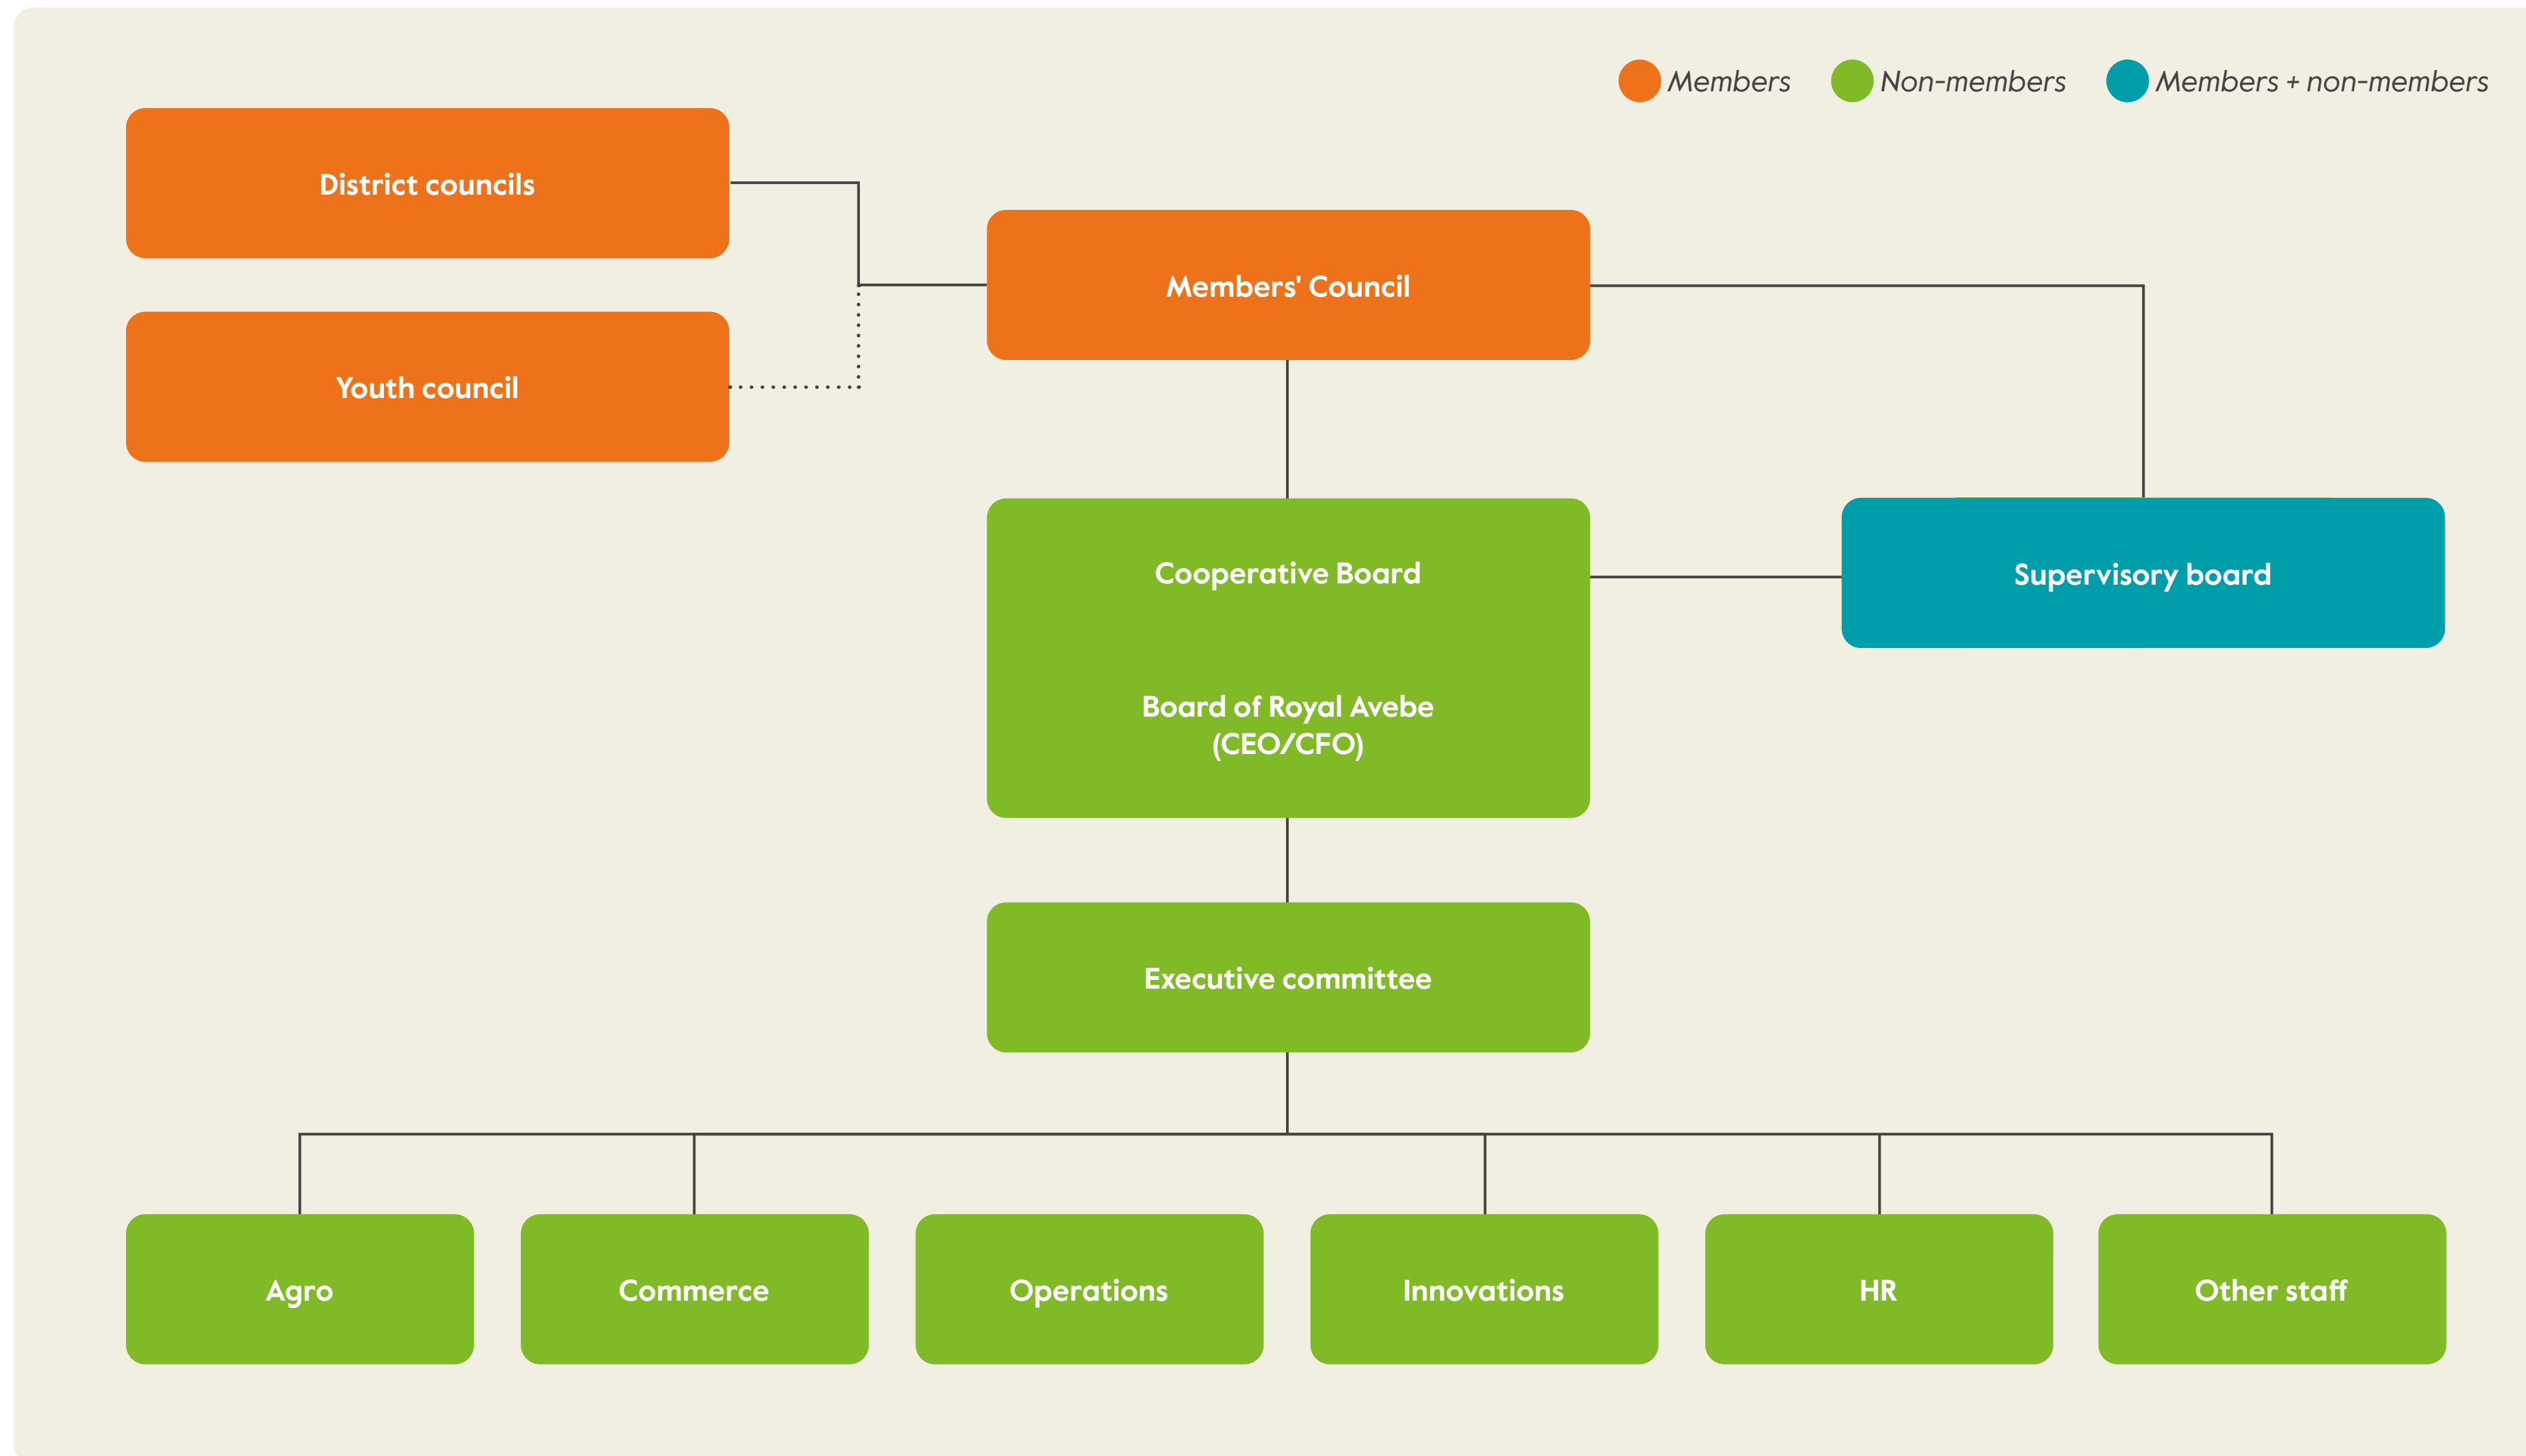 Members
Non-members
Members + non-members
District councils
Members' Council
Youth council
Cooperative Board
Supervisory board
Board of Royal Avebe
(CEO/CFO)
Executive committee
Agro
Commerce
Operations
Innovations
HR
Other staff